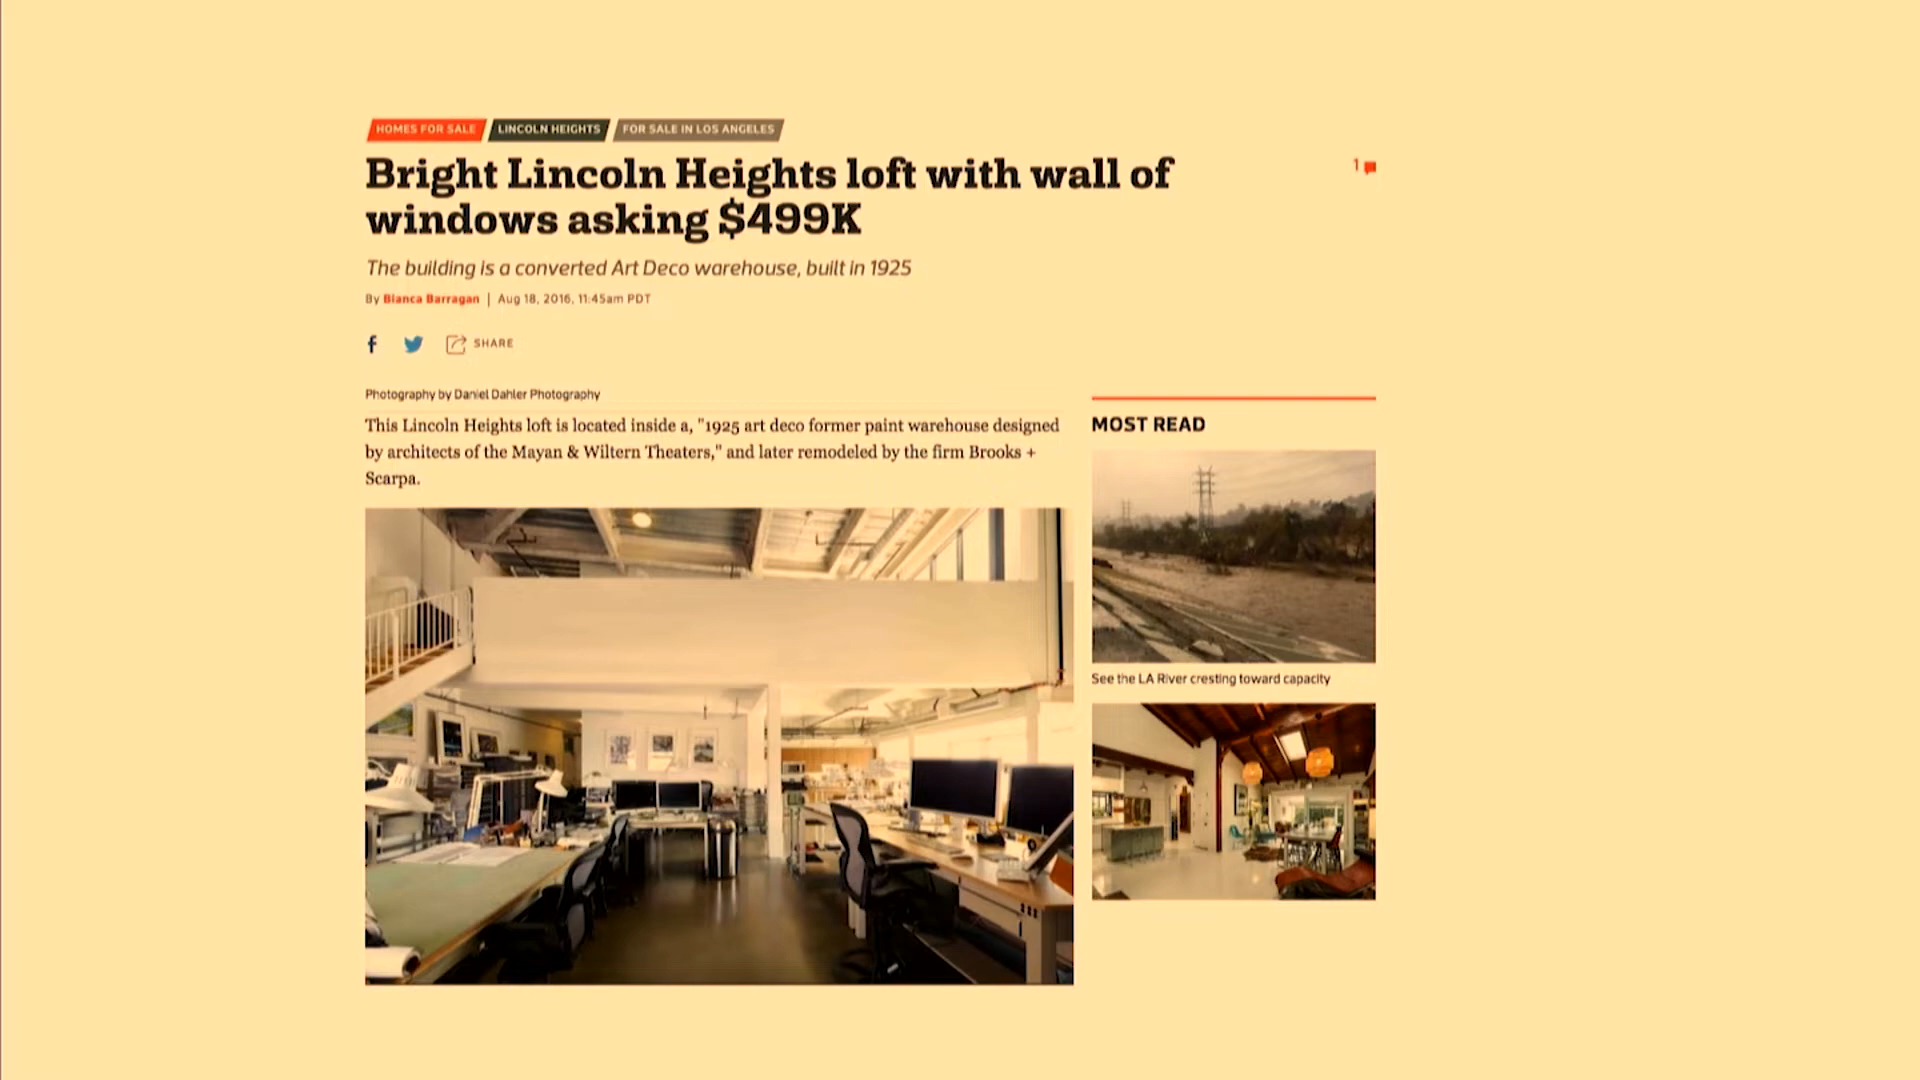 HOMES FOR SALE LINCOLN HEIGHTS FOR SALE IN LOS ANGELES
Bright Lincoln Heights loft with wall of
windows asking $499K
1
The building is a converted Art Deco warehouse, built in 1925
By Bianca Barragan | Aug 18, 2016, 11:45am PDT
SHARE
Photography by Daniel Dahler Photography
This Lincoln Heights loft is located inside a, "1925 art deco former paint warehouse designed
by architects of the Mayan & Wiltern Theaters," and later remodeled by the firm Brooks +
Scarpa.
MOST READ
See the LA River cresting toward capacity